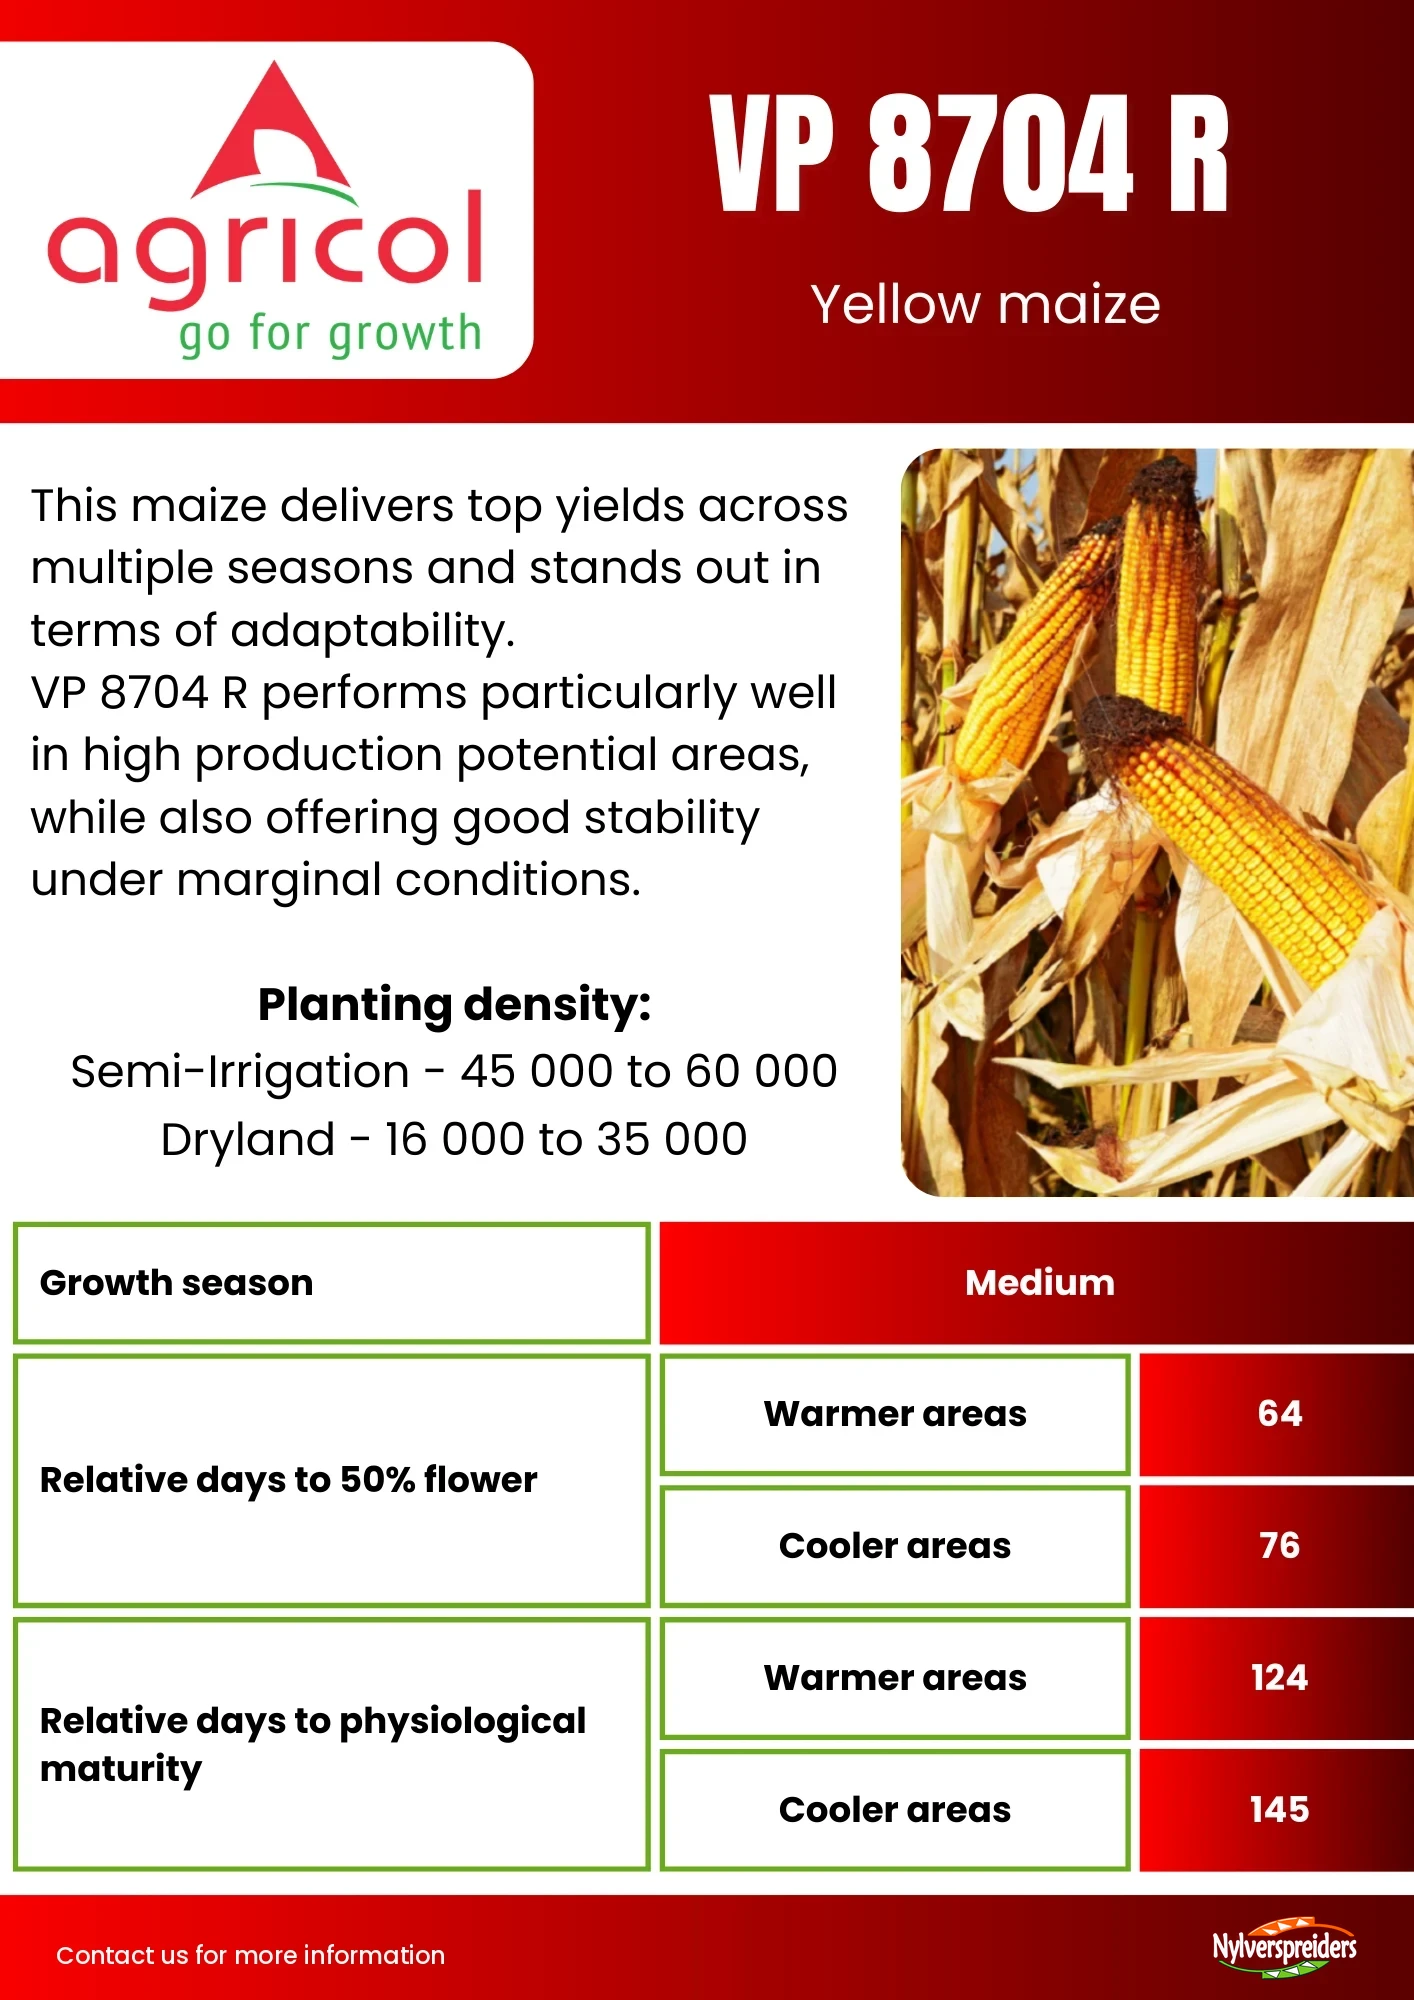 agricol
go for growth
VP 8704 R
Yellow maize
This maize delivers top yields across
multiple seasons and stands out in
terms of adaptability.
VP 8704 R performs particularly well
in high production potential areas,
while also offering good stability
under marginal conditions.
Planting density:
Semi-Irrigation - 45 000 to 60 000
Dryland - 16 000 to 35 000
Growth season
Medium
Relative days to 50% flower
Warmer areas
64
Cooler areas
76
Relative days to physiological
maturity
Warmer areas
124
Cooler areas
145
Contact us for more information
Nylverspreiders